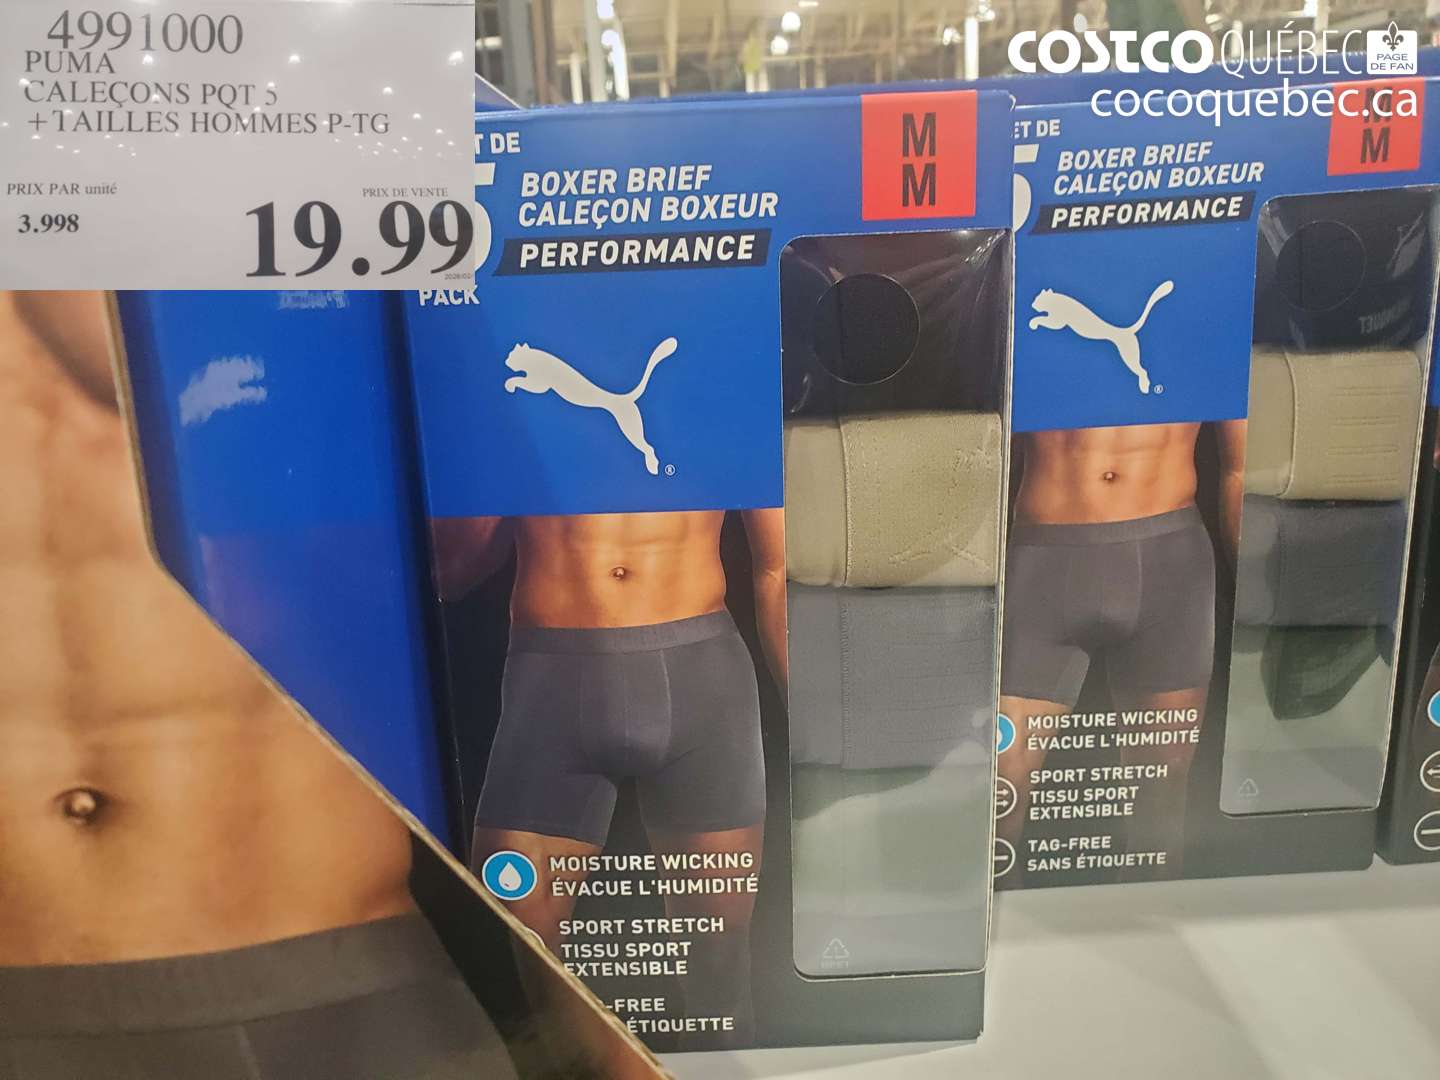 4991000
PUMA
CALEÇONS PQT 5
+TAILLES HOMMES P-TG
PRIX PAR unité
3.998
PRIX DE VENTE
19.99
COSTCO QUÉBEC
PAGE
DE FAN
cocoquebec.ca
T DE
5
PACK
BOXER BRIEF
CALEÇON BOXEUR
PERFORMANCE
M
M
®
MOISTURE WICKING
ÉVACUE L'HUMIDITÉ
SPORT STRETCH
TISSU SPORT
EXTENSIBLE
-FREE
ÉTIQUETTE
ET DE
5
BOXER BRIEF
CALEÇON BOXEUR
PERFORMANCE
M
M
®
MOISTURE WICKING
ÉVACUE L'HUMIDITÉ
SPORT STRETCH
TISSU SPORT
EXTENSIBLE
TAG-FREE
SANS ÉTIQUETTE